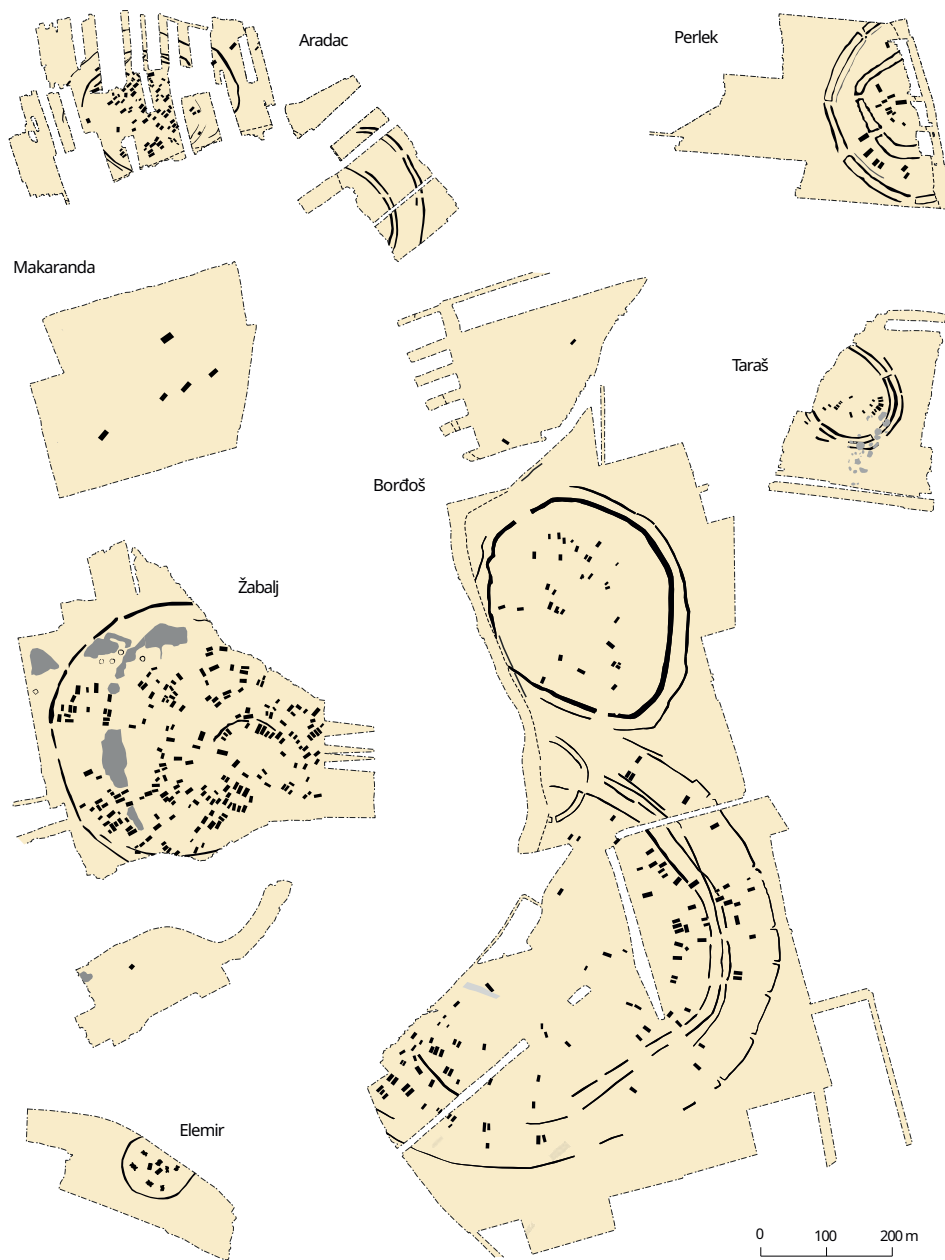 Aradac
Perlek
Makaranda
Taraš
Borđoš
Žabalj
Elemir
0 100 200 m